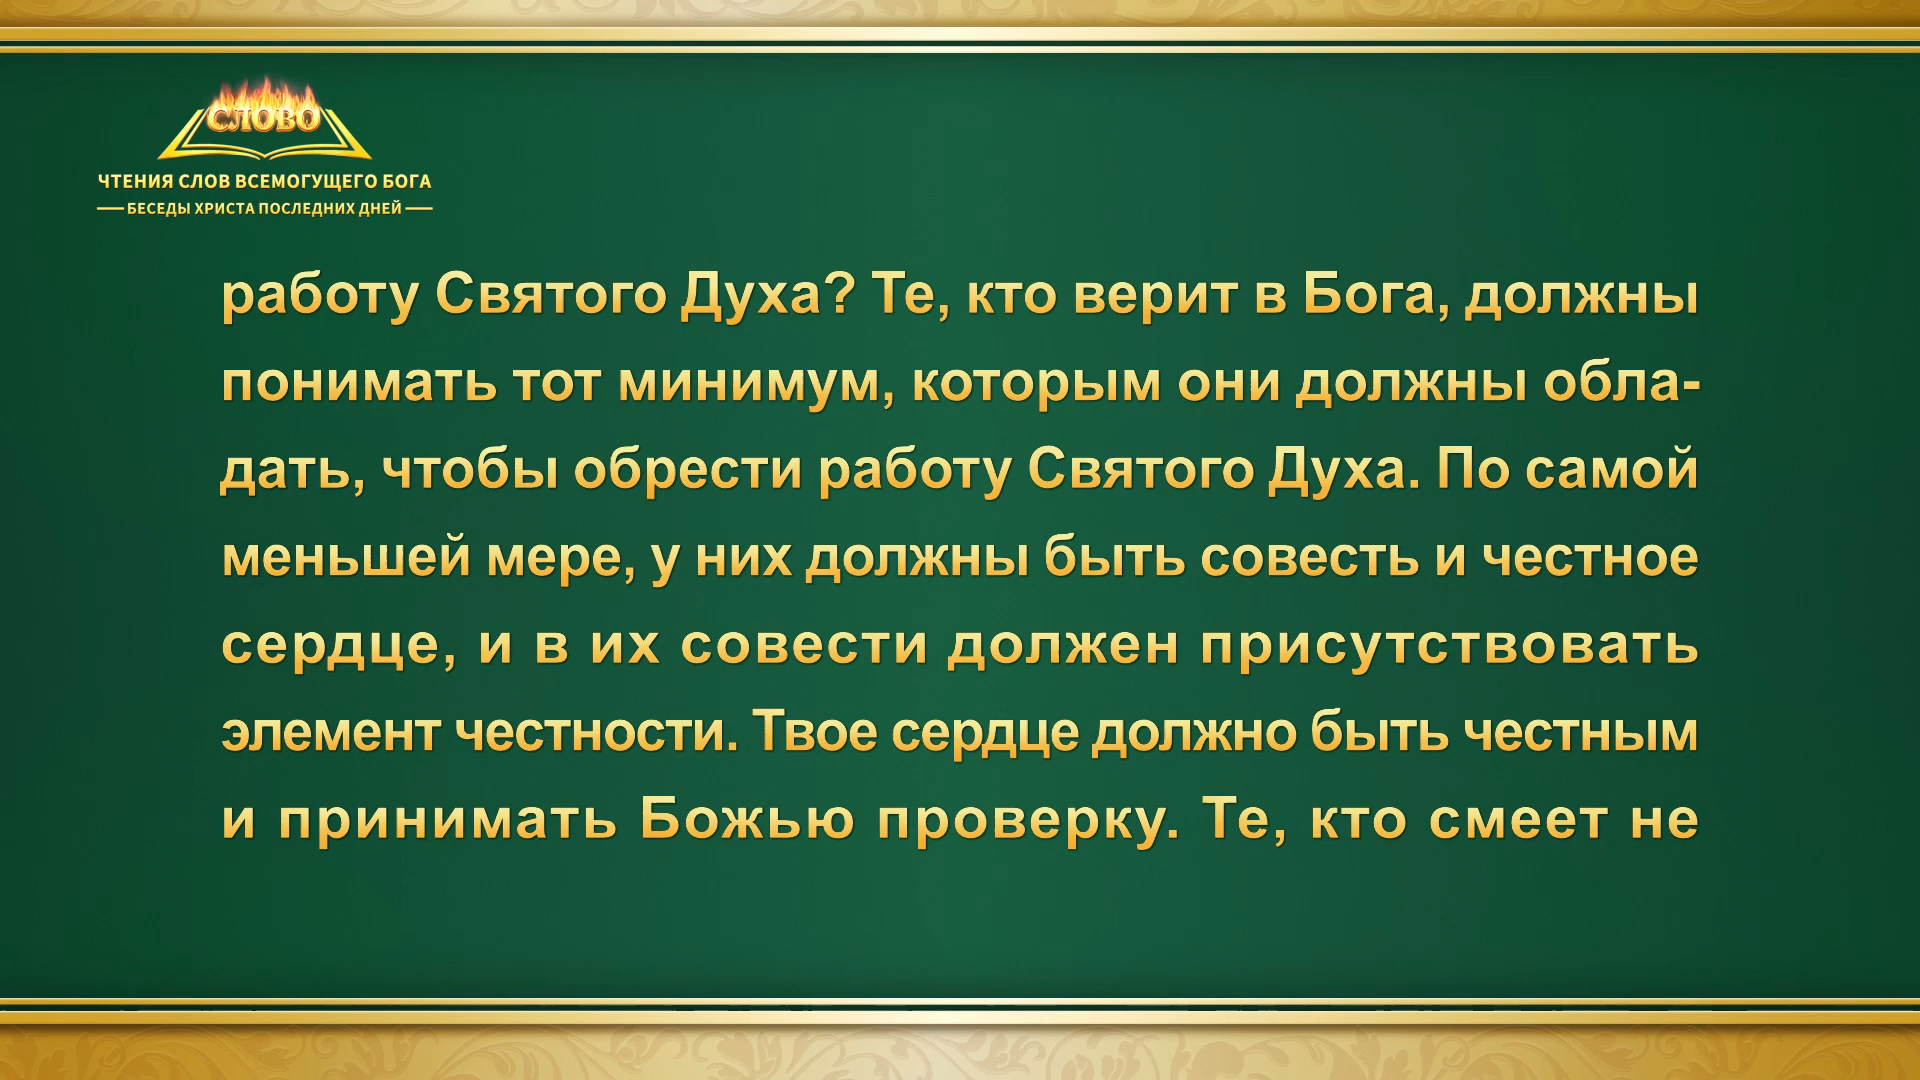 СЛОВО
ЧТЕНИЯ СЛОВ ВСЕМОГУЩЕГО БОГА
БЕСЕДЫ ХРИСТА ПОСЛЕДНИХ ДНЕЙ
работу Святого Духа? Те, кто верит в Бога, должны
понимать тот минимум, которым они должны обла-
дать, чтобы обрести работу Святого Духа. По самой
меньшей мере, у них должны быть совесть и честное
сердце, и в их совести должен присутствовать
элемент честности. Твое сердце должно быть честным
и принимать Божью проверку. Те, кто смеет не